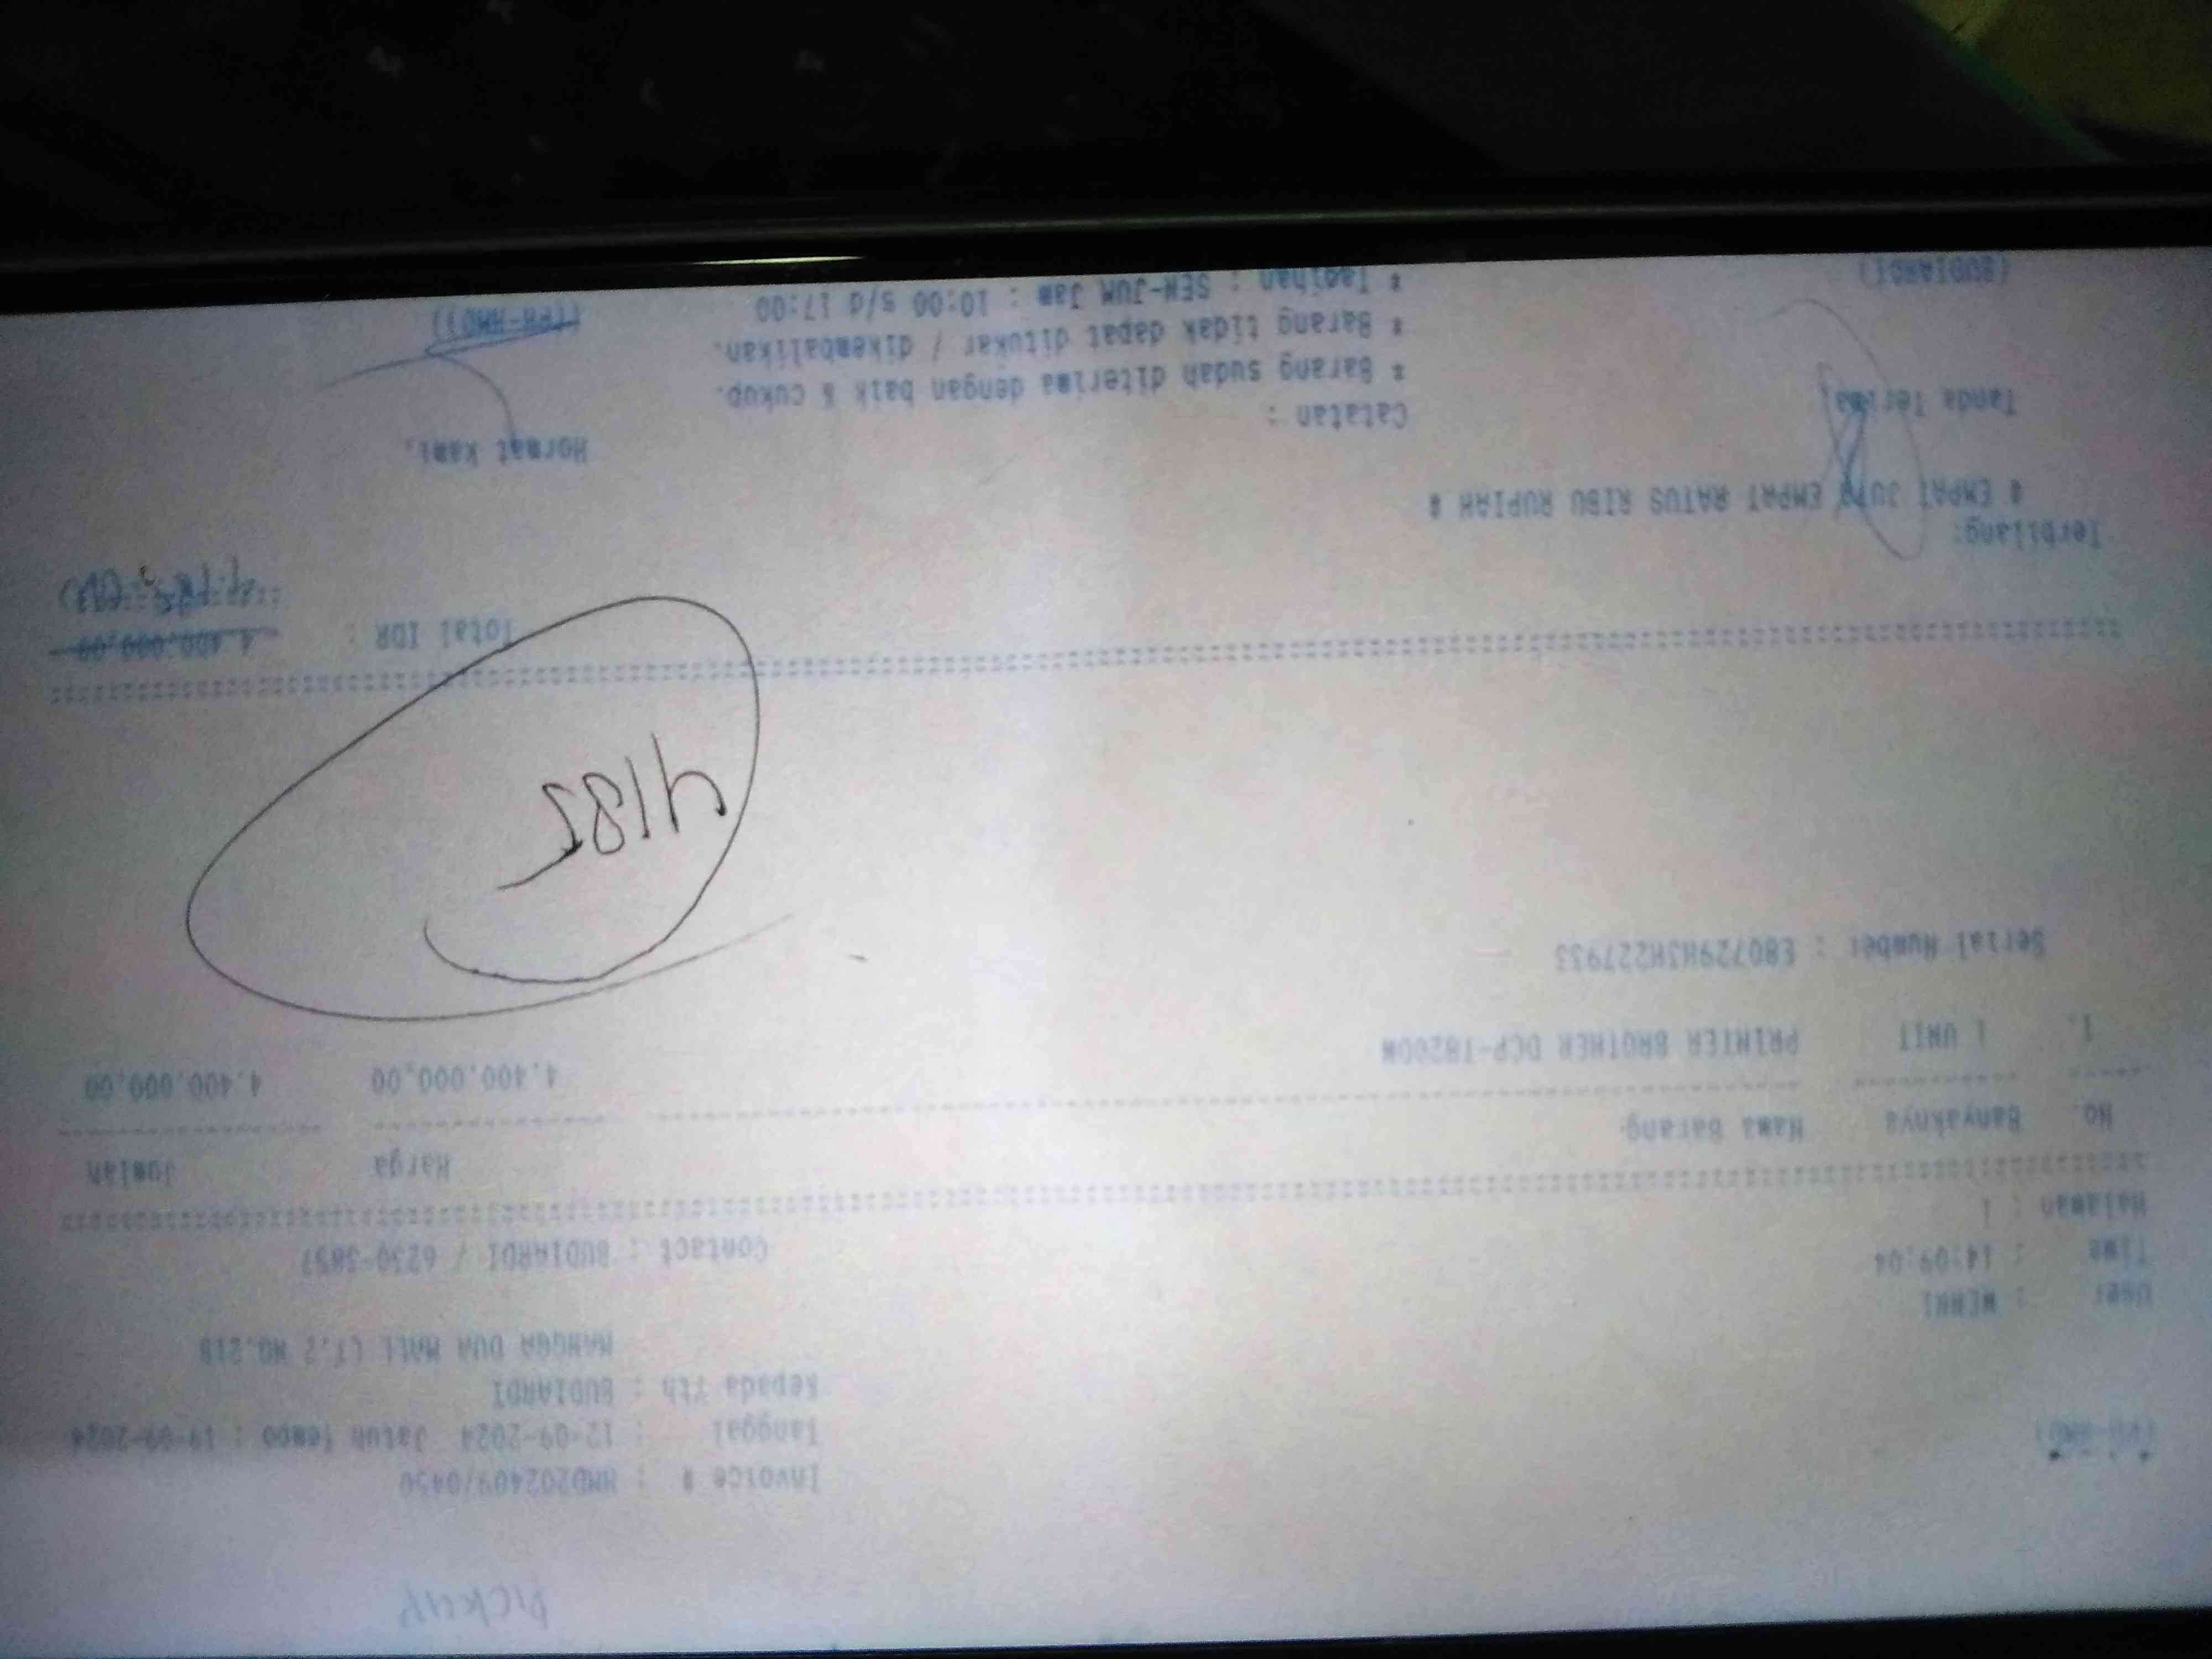 PICKUP
Invoice # : HMD202409/0450
Tanggal : 12-09-2024 Jatuh Tempo : 19-09-2024
Kepada Yth : BUDIARDI
MANGGA DUA MALL LT.2 NO.21B
User : WENNI
Time : 14:09:04
Contact : BUDIARDI /
Halaman : 1
No. Banyaknya Nama Barang Harga Jumlah
1. 1 UNIT PRINTER BROTHER DCP-T820DW 4.400.000,00 4.400.000,00
Serial Number : E80729H3H227933
4185
Total IDR : 4.400.000,00
Terbilang:
# EMPAT JUTA EMPAT RATUS RIBU RUPIAH #
Tanda Terima, Catatan : Hormat kami,
* Barang sudah diterima dengan baik & cukup.
* Barang tidak dapat ditukar / dikembalikan.
(BUDIARDI) * Tagihan : SEN-JUM Jam : 10:00 s/d 17:00